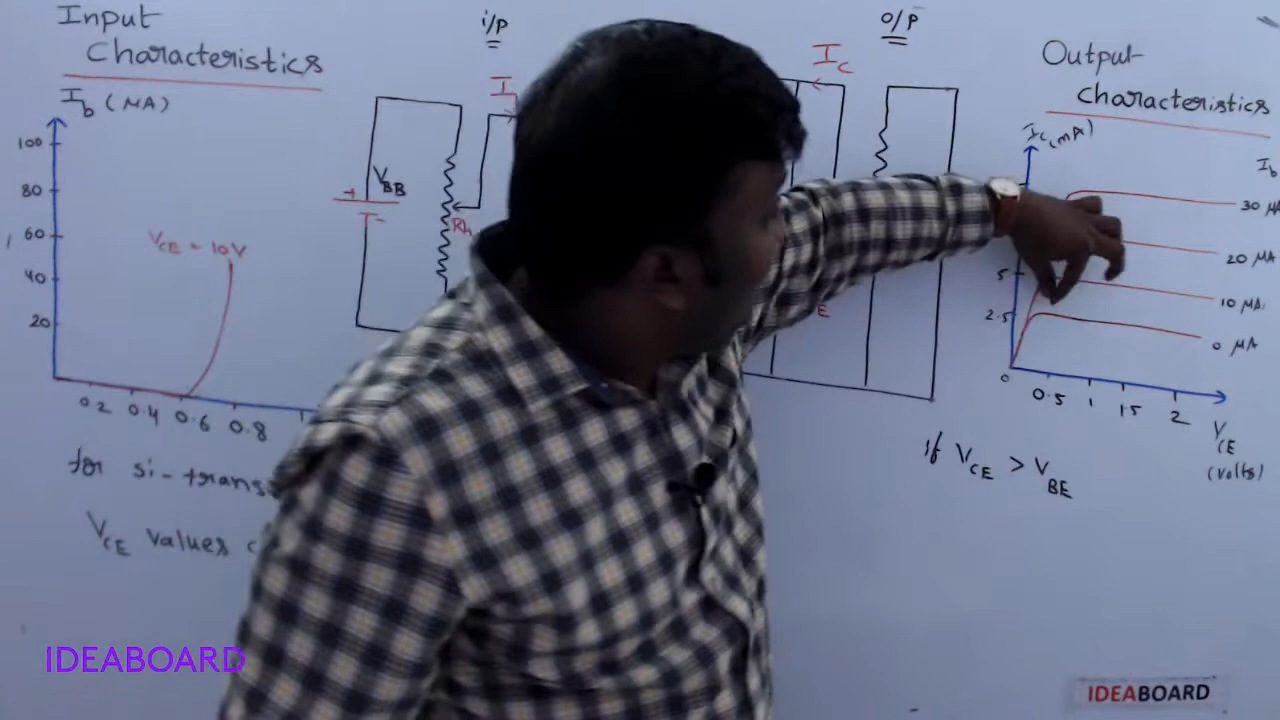 Input
Characteristics
Ib (μA)
100
80
60
40
20
VCE = 10V
0.2 0.4 0.6 0.8
for si-trans
VCE values
i/p
I
+
VBB
-
Rh
IC
E
o/p
Output
characteristics
Ic (mA)
Ib
30 μA
20 μA
10 μA
0 μA
5
2.5
0
0.5 1 1.5 2
VCE
(volts)
if VCE > VBE
IDEABOARD
IDEABOARD